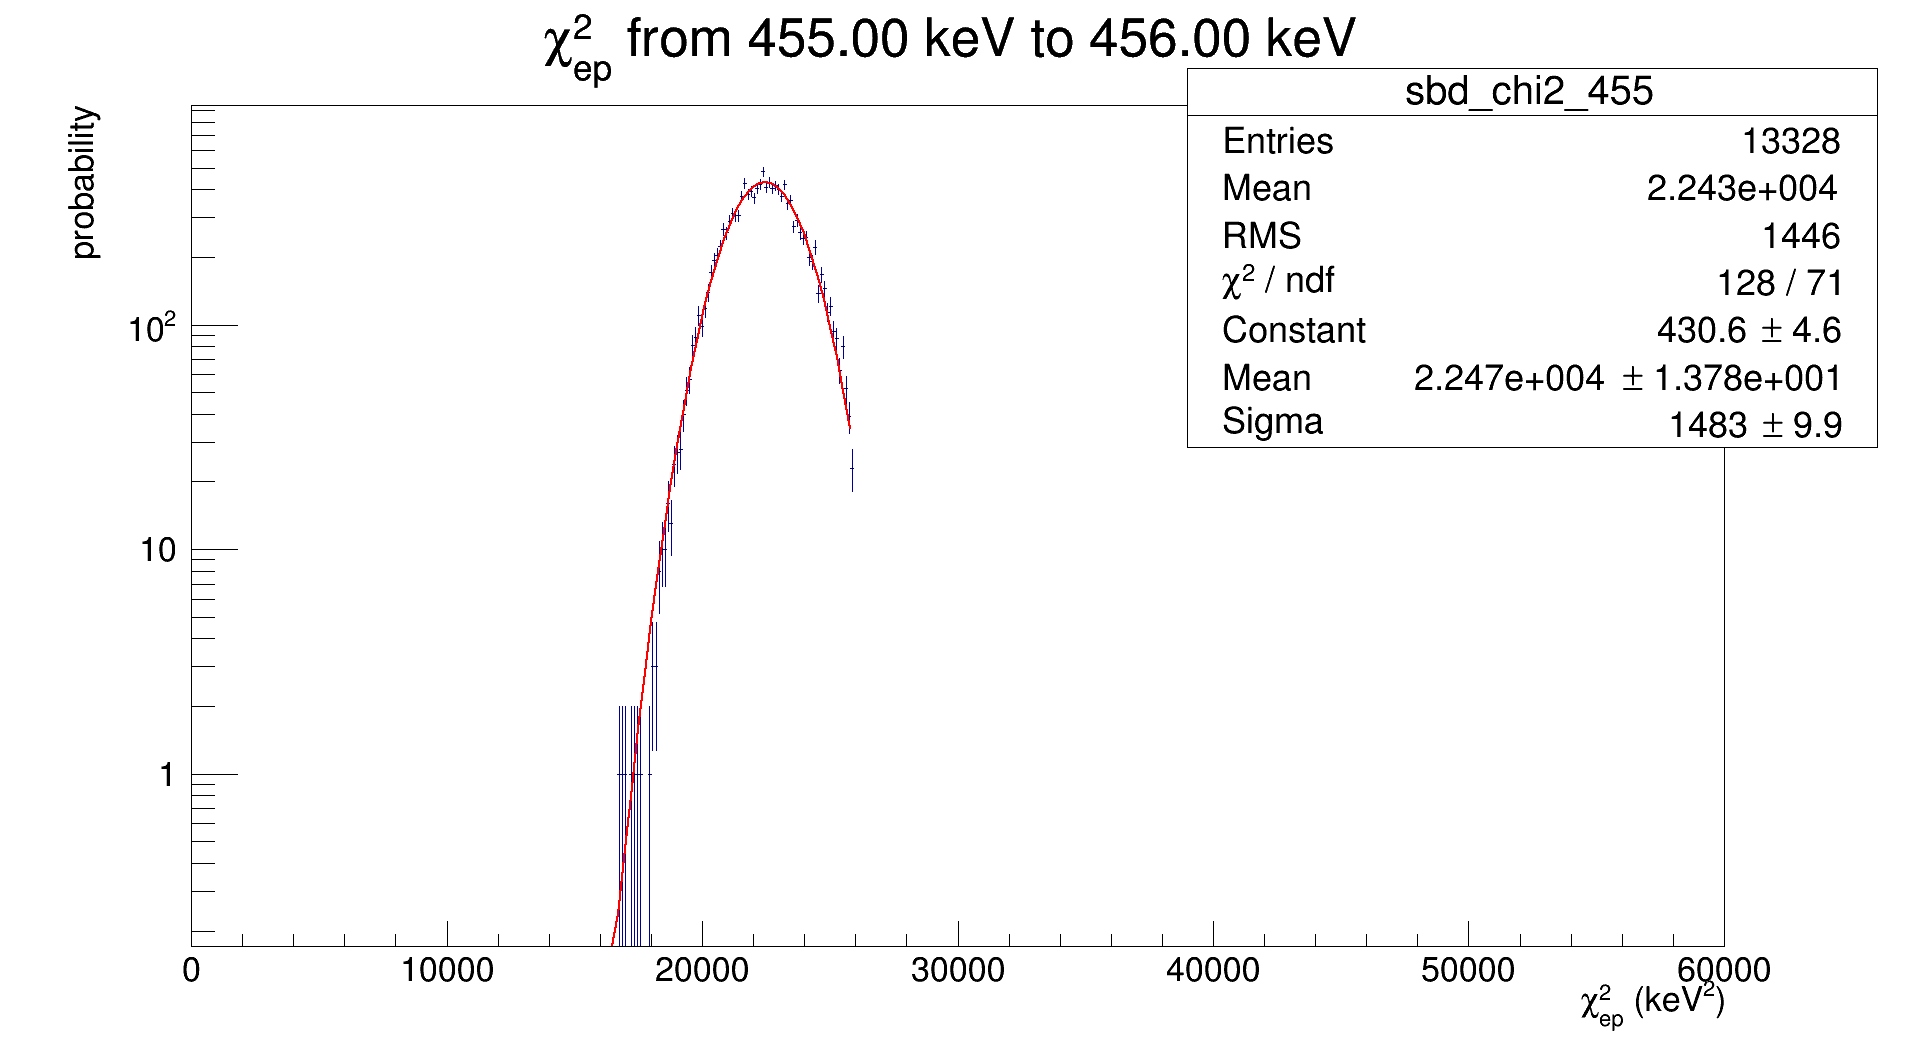 χ²ep from 455.00 keV to 456.00 keV
sbd_chi2_455
Entries 13328
Mean 2.243e+004
RMS 1446
χ² / ndf 128 / 71
Constant 430.6 ± 4.6
Mean 2.247e+004 ± 1.378e+001
Sigma 1483 ± 9.9
probability
10²
10
1
0 10000 20000 30000 40000 50000 60000
χ²ep (keV²)